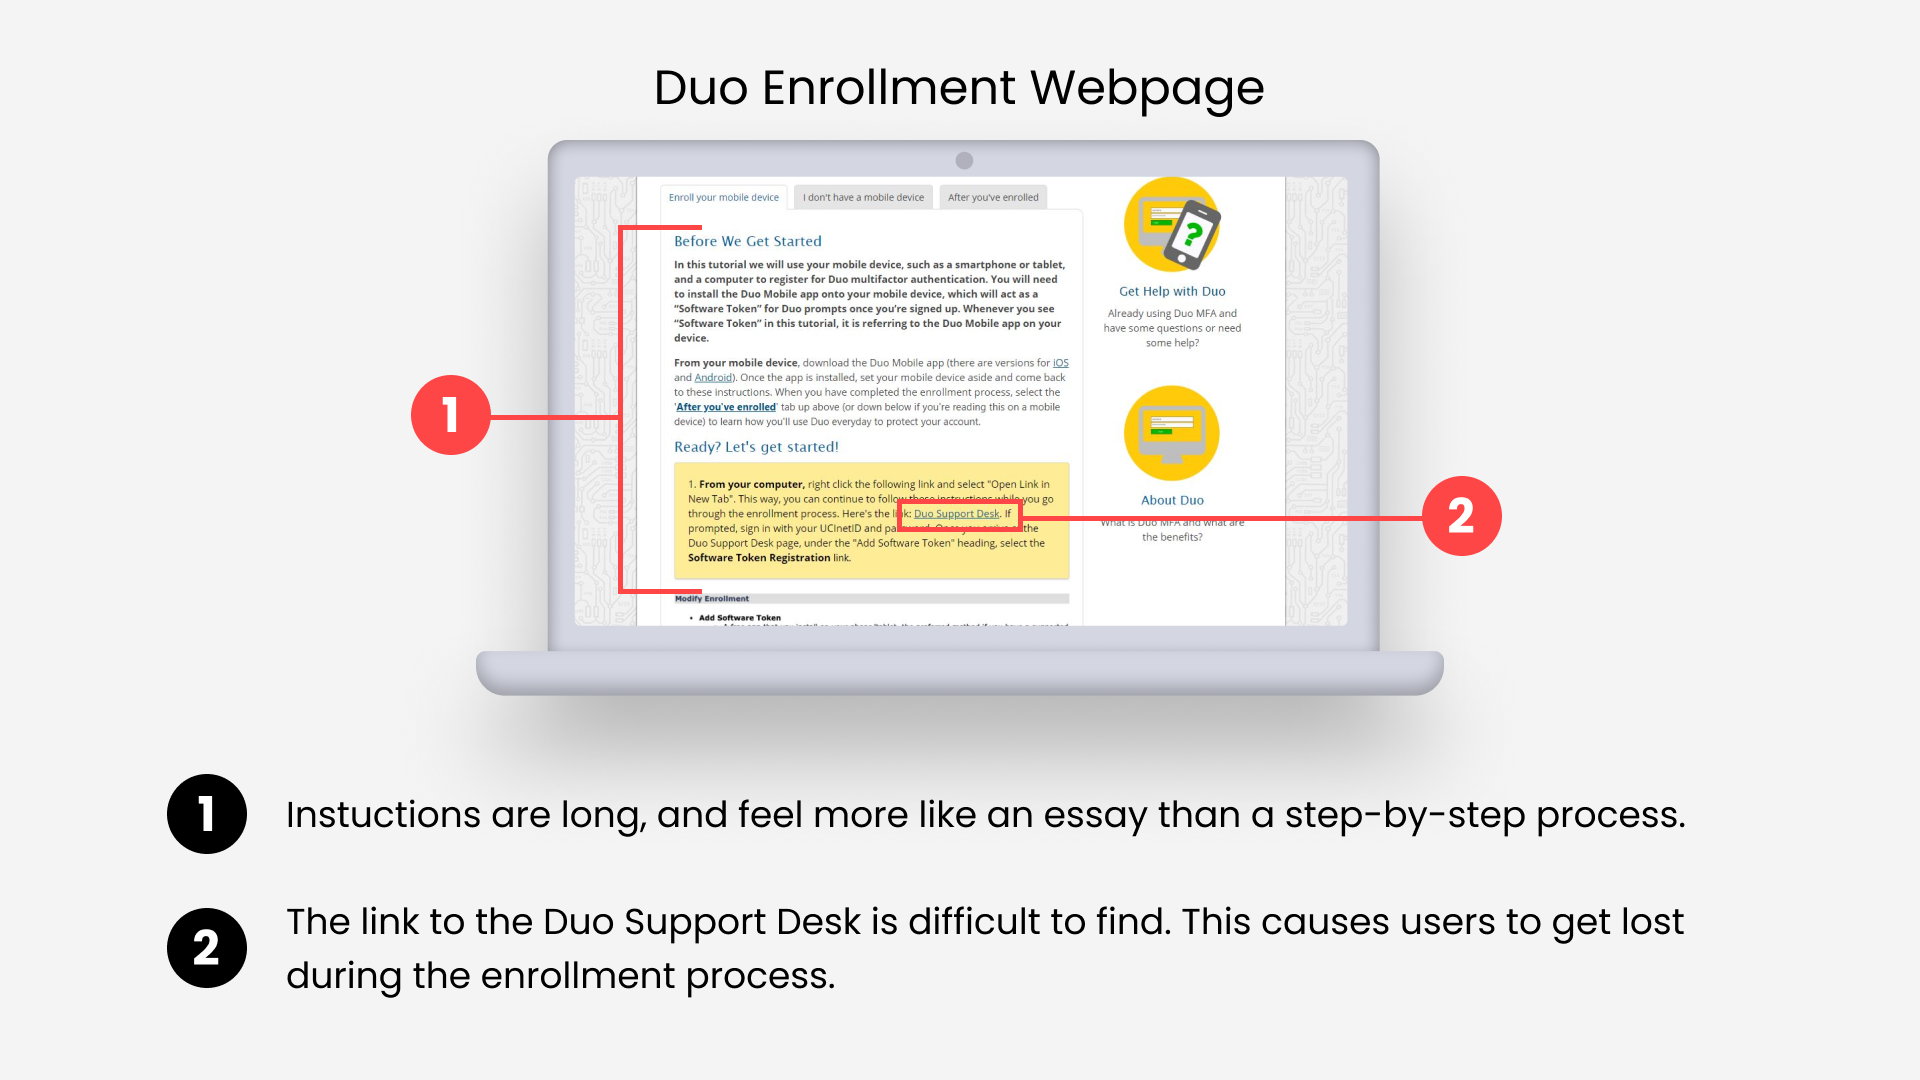 Duo Enrollment Webpage
Enroll your mobile device
I don't have a mobile device
After you've enrolled
Before We Get Started
In this tutorial we will use your mobile device, such as a smartphone or tablet,
and a computer to register for Duo multifactor authentication. You will need
to install the Duo Mobile app onto your mobile device, which will act as a
“Software Token” for Duo prompts once you’re signed up. Whenever you see
“Software Token” in this tutorial, it is referring to the Duo Mobile app on your
device.
From your mobile device, download the Duo Mobile app (there are versions for iOS
and Android). Once the app is installed, set your mobile device aside and come back
to these instructions. When you have completed the enrollment process, select the
'After you've enrolled' tab up above (or down below if you're reading this on a mobile
device) to learn how you'll use Duo everyday to protect your account.
Ready? Let's get started!
1. From your computer, right click the following link and select "Open Link in
New Tab". This way, you can continue to follow these instructions while you go
through the enrollment process. Here's the link: Duo Support Desk. If
prompted, sign in with your UCInetID and password. Once you arrive at the
Duo Support Desk page, under the "Add Software Token" heading, select the
Software Token Registration link.
Modify Enrollment
• Add Software Token
?
Get Help with Duo
Already using Duo MFA and
have some questions or need
some help?
About Duo
What is Duo MFA and what are
the benefits?
1
2
1 Instuctions are long, and feel more like an essay than a step-by-step process.
2 The link to the Duo Support Desk is difficult to find. This causes users to get lost
during the enrollment process.